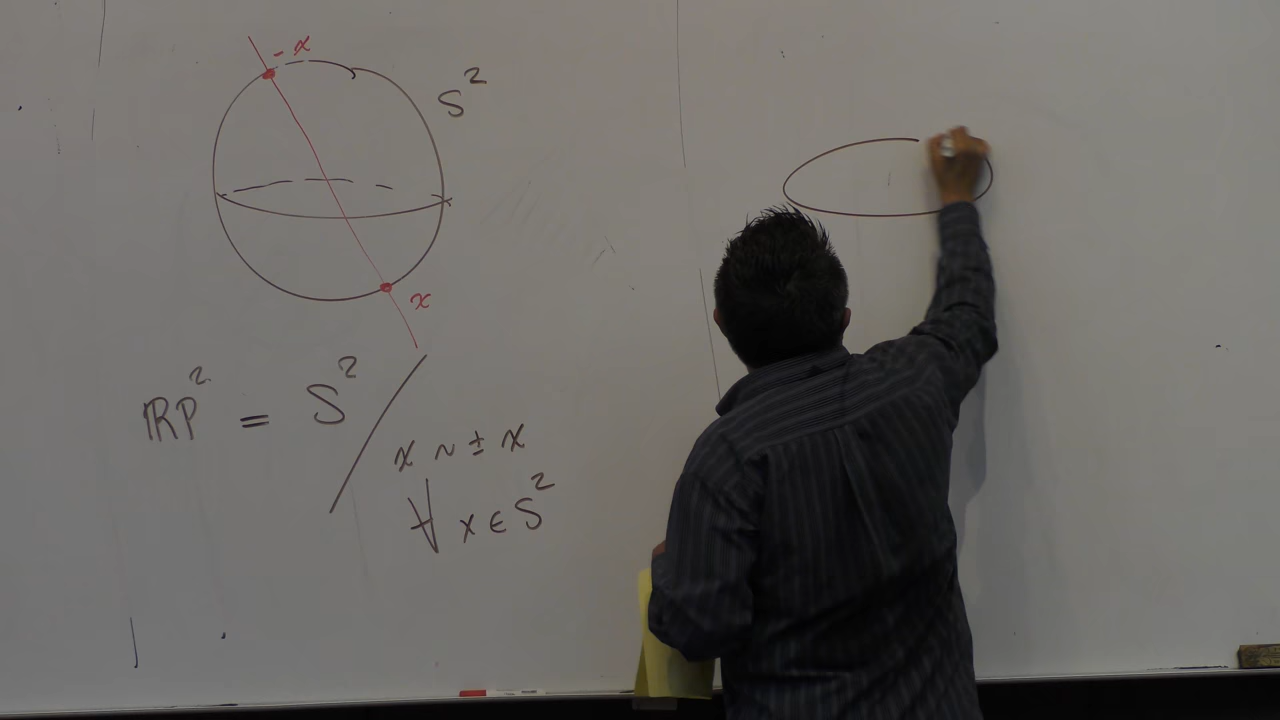 -x
S²
x
RP² = S² / x ~ ± x
∀ x ∈ S²